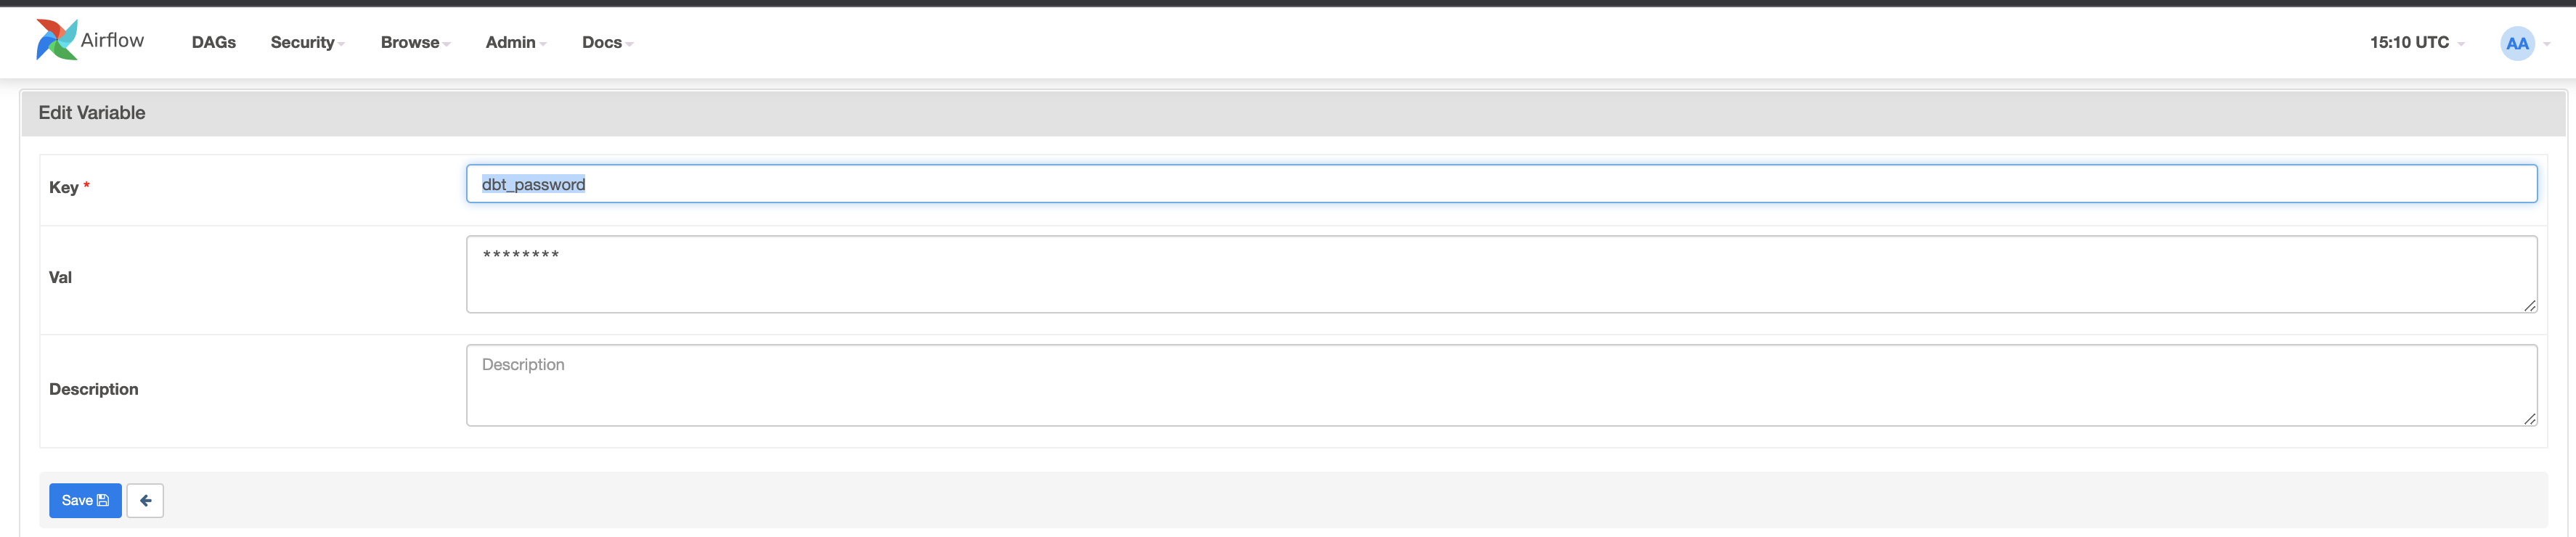 Airflow DAGs Security Browse Admin Docs 15:10 UTC AA
Edit Variable
Key * dbt_password
Val ********
Description Description
Save